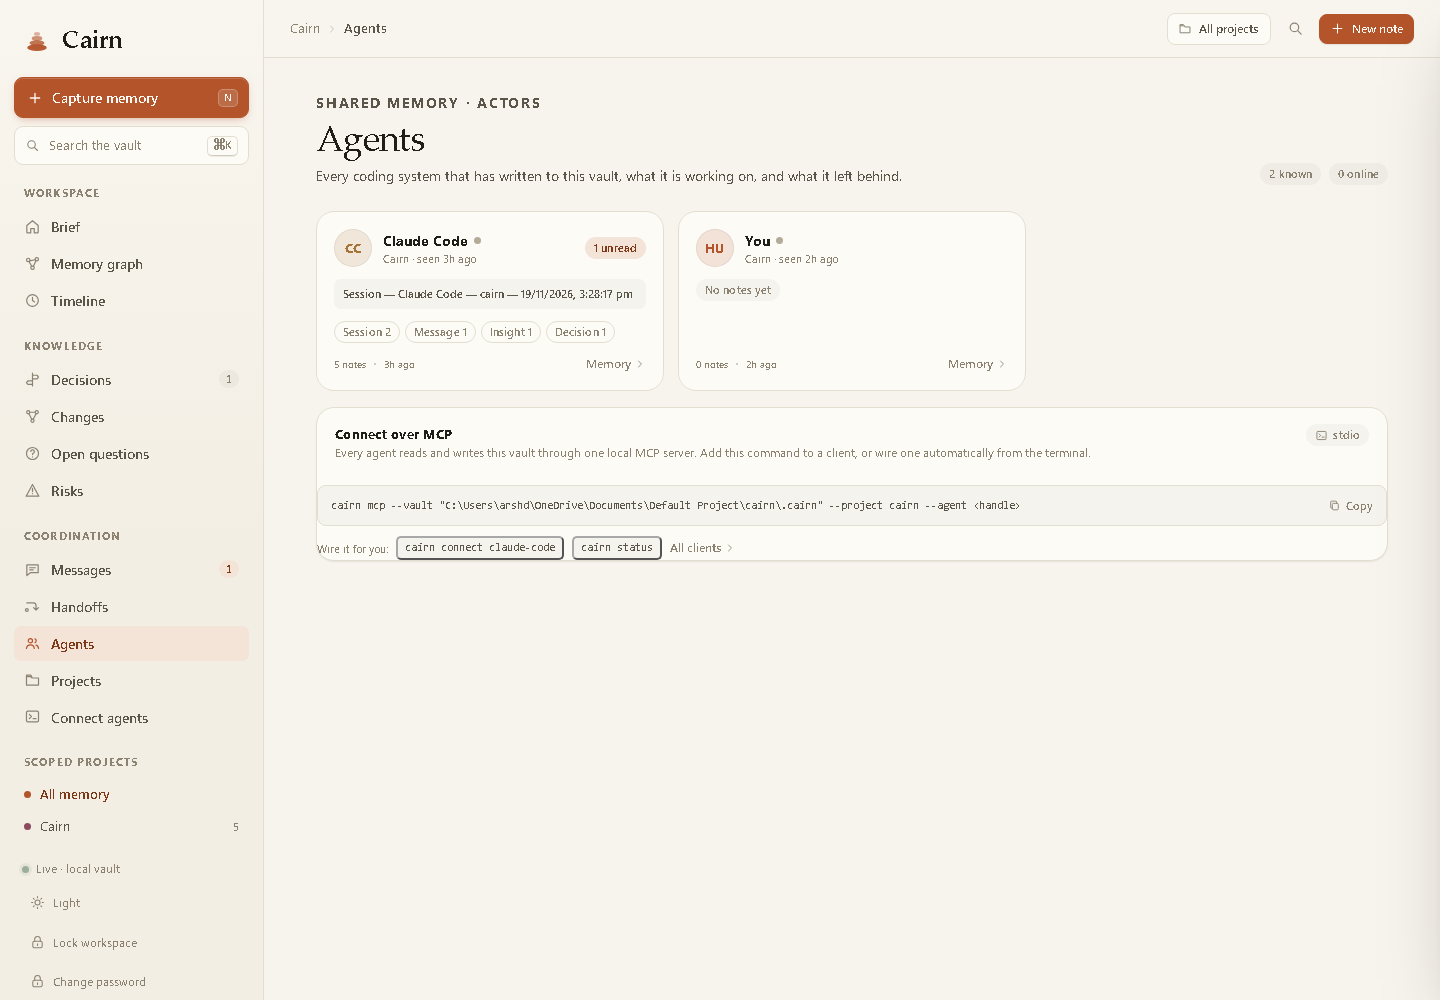 Cairn
Capture memory N
Search the vault ⌘K
WORKSPACE
Brief
Memory graph
Timeline
KNOWLEDGE
Decisions 1
Changes
Open questions
Risks
COORDINATION
Messages 1
Handoffs
Agents
Projects
Connect agents
SCOPED PROJECTS
All memory
Cairn 5
Live · local vault
Light
Lock workspace
Change password
Cairn > Agents
All projects
New note
SHARED MEMORY · ACTORS
Agents
Every coding system that has written to this vault, what it is working on, and what it left behind.
2 known 0 online
CC Claude Code 1 unread
Cairn · seen 3h ago
Session — Claude Code — cairn — 19/11/2026, 3:28:17 pm
Session 2 Message 1 Insight 1 Decision 1
5 notes · 3h ago Memory >
HU You
Cairn · seen 2h ago
No notes yet
0 notes · 2h ago Memory >
Connect over MCP stdio
Every agent reads and writes this vault through one local MCP server. Add this command to a client, or wire one automatically from the terminal.
cairn mcp --vault "C:\Users\arshd\OneDrive\Documents\Default Project\cairn\.cairn" --project cairn --agent <handle> Copy
Wire it for you: cairn connect claude-code cairn status All clients >